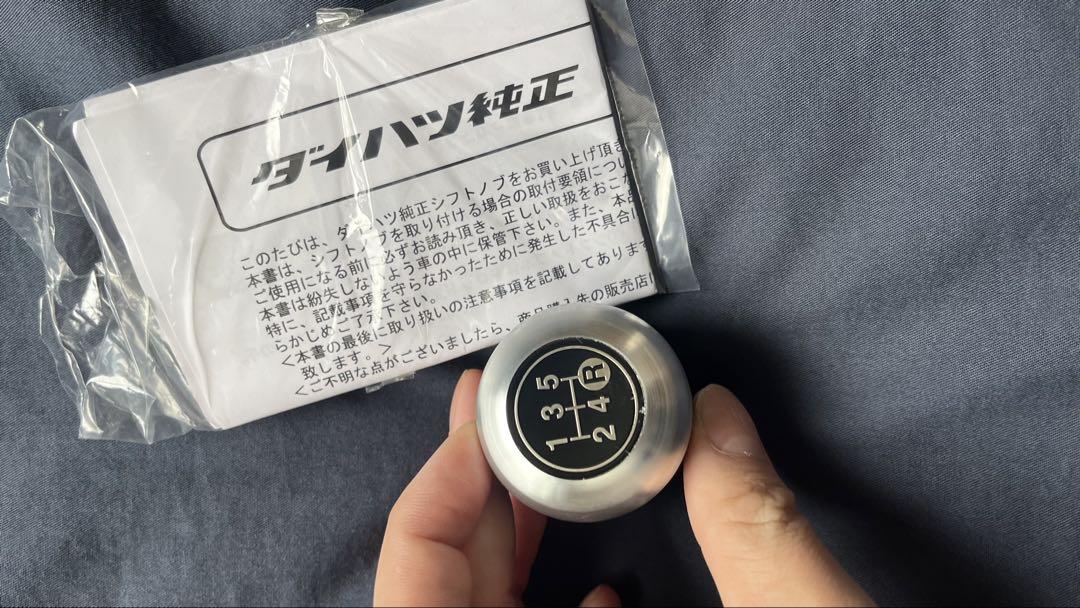 ダイハツ純正
このたびは、ダイハツ純正シフトノブをお買い上げ頂き
本書は、シフトノブを取り付ける場合の取付要領につい
ご使用になる前に必ずお読み頂き、正しい取扱をおこ
本書は紛失しないよう車の中に保管下さい。また、本
特に、記載事項を守らなかったために発生した不具合
らかじめご了承下さい。
＜本書の最後に取り扱いの注意事項を記載してあります
致します。＞
＜ご不明な点がございましたら、商品購入先の販売店
1 3 5
2 4 R